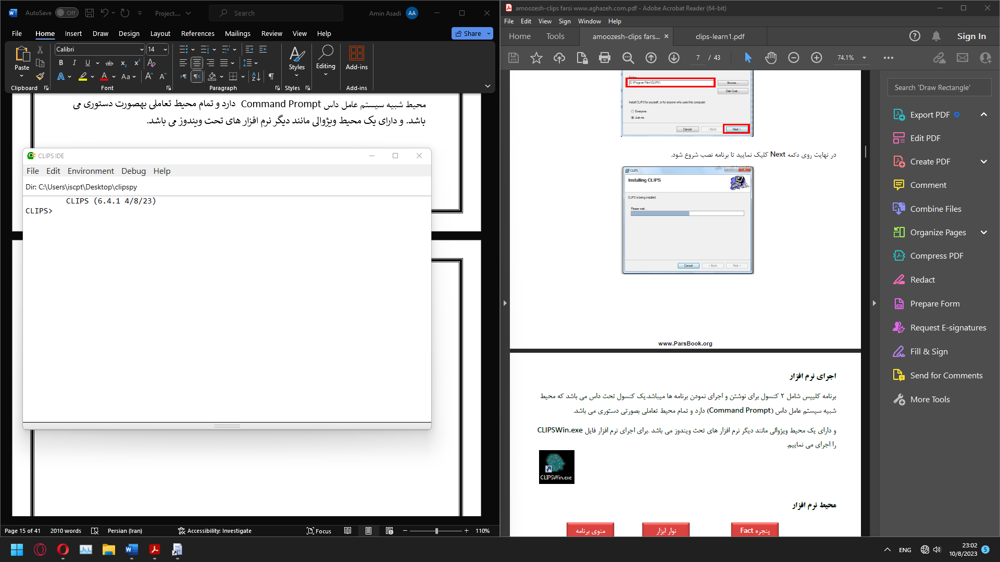 AutoSave Off Project.... Search Amin Asadi AA
File Home Insert Draw Design Layout References Mailings Review View Help Share
Paste Calibri 14 Styles Editing Add-ins
Clipboard Font Paragraph Styles Add-ins
محیط شبیه سیستم عامل داس Command Prompt دارد و تمام محیط تعاملی بهصورت دستوری می
باشد. و دارای یک محیط ویژوالی مانند دیگر نرم افزار های تحت ویندوز می باشد.
CLIPS IDE
File Edit Environment Debug Help
Dir: C:\Users\iscpt\Desktop\clipspy
CLIPS (6.4.1 4/8/23)
CLIPS>
Page 15 of 41 2010 words Persian (Iran) Accessibility: Investigate Focus 110%
amoozesh-clips farsi www.aghazeh.com.pdf - Adobe Acrobat Reader (64-bit)
File Edit View Sign Window Help
Home Tools amoozesh-clips fars... clips-learn1.pdf Sign In
7 / 43 74.1%
C:\Program Files\CLIPS\ Browse...
Disk Cost...
Install CLIPS for yourself, or for anyone who uses this computer:
Everyone
Just me
Cancel < Back Next >
در نهایت روی دکمه Next کلیک نمایید تا برنامه نصب شروع شود.
CLIPS
Installing CLIPS
CLIPS is being installed.
Please wait...
Cancel < Back Next >
www.ParsBook.org
اجرای نرم افزار
برنامه کلیپس شامل ۲ کنسول برای نوشتن و اجرای نمودن برنامه ها میباشد.یک کنسول تحت داس می باشد که محیط
شبیه سیستم عامل داس (Command Prompt) دارد و تمام محیط تعاملی بصورتی دستوری می باشد.
و دارای یک محیط ویژوالی مانند دیگر نرم افزار های تحت ویندوز می باشد .برای اجرای نرم افزار فایل CLIPSWin.exe
را اجرای می نماییم.
CLIPSWin.exe
محیط نرم افزار
پنجره Fact نوار ابزار منوی برنامه
Search 'Draw Rectangle'
Export PDF
Edit PDF
Create PDF
Comment
Combine Files
Organize Pages
Compress PDF
Redact
Prepare Form
Request E-signatures
Fill & Sign
Send for Comments
More Tools
ENG 23:02
10/8/2023 5